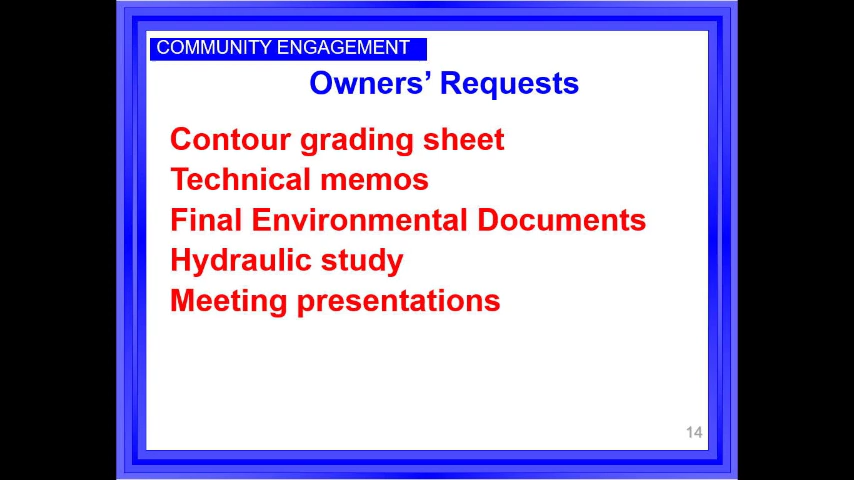 COMMUNITY ENGAGEMENT
Owners’ Requests
Contour grading sheet
Technical memos
Final Environmental Documents
Hydraulic study
Meeting presentations
14